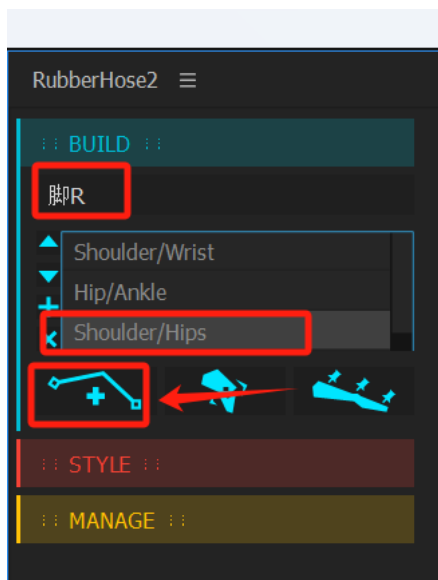 RubberHose2
BUILD
脚R
Shoulder/Wrist
Hip/Ankle
Shoulder/Hips
STYLE
MANAGE